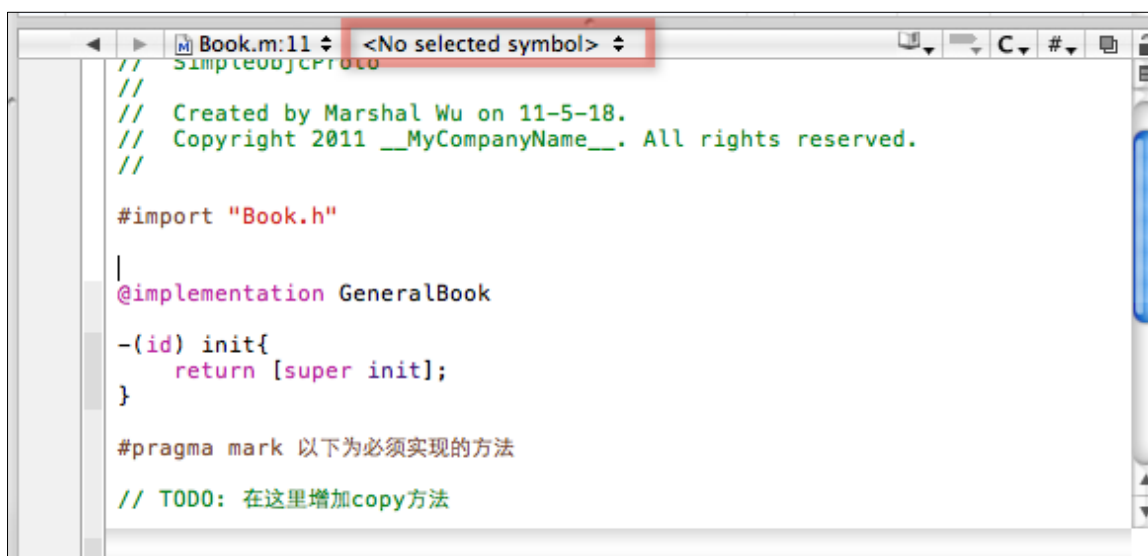 Book.m:11 <No selected symbol> C #
// SimpleObjcProto
//
// Created by Marshal Wu on 11-5-18.
// Copyright 2011 __MyCompanyName__. All rights reserved.
//
#import "Book.h"
@implementation GeneralBook
-(id) init{
return [super init];
}
#pragma mark 以下为必须实现的方法
// TODO: 在这里增加copy方法